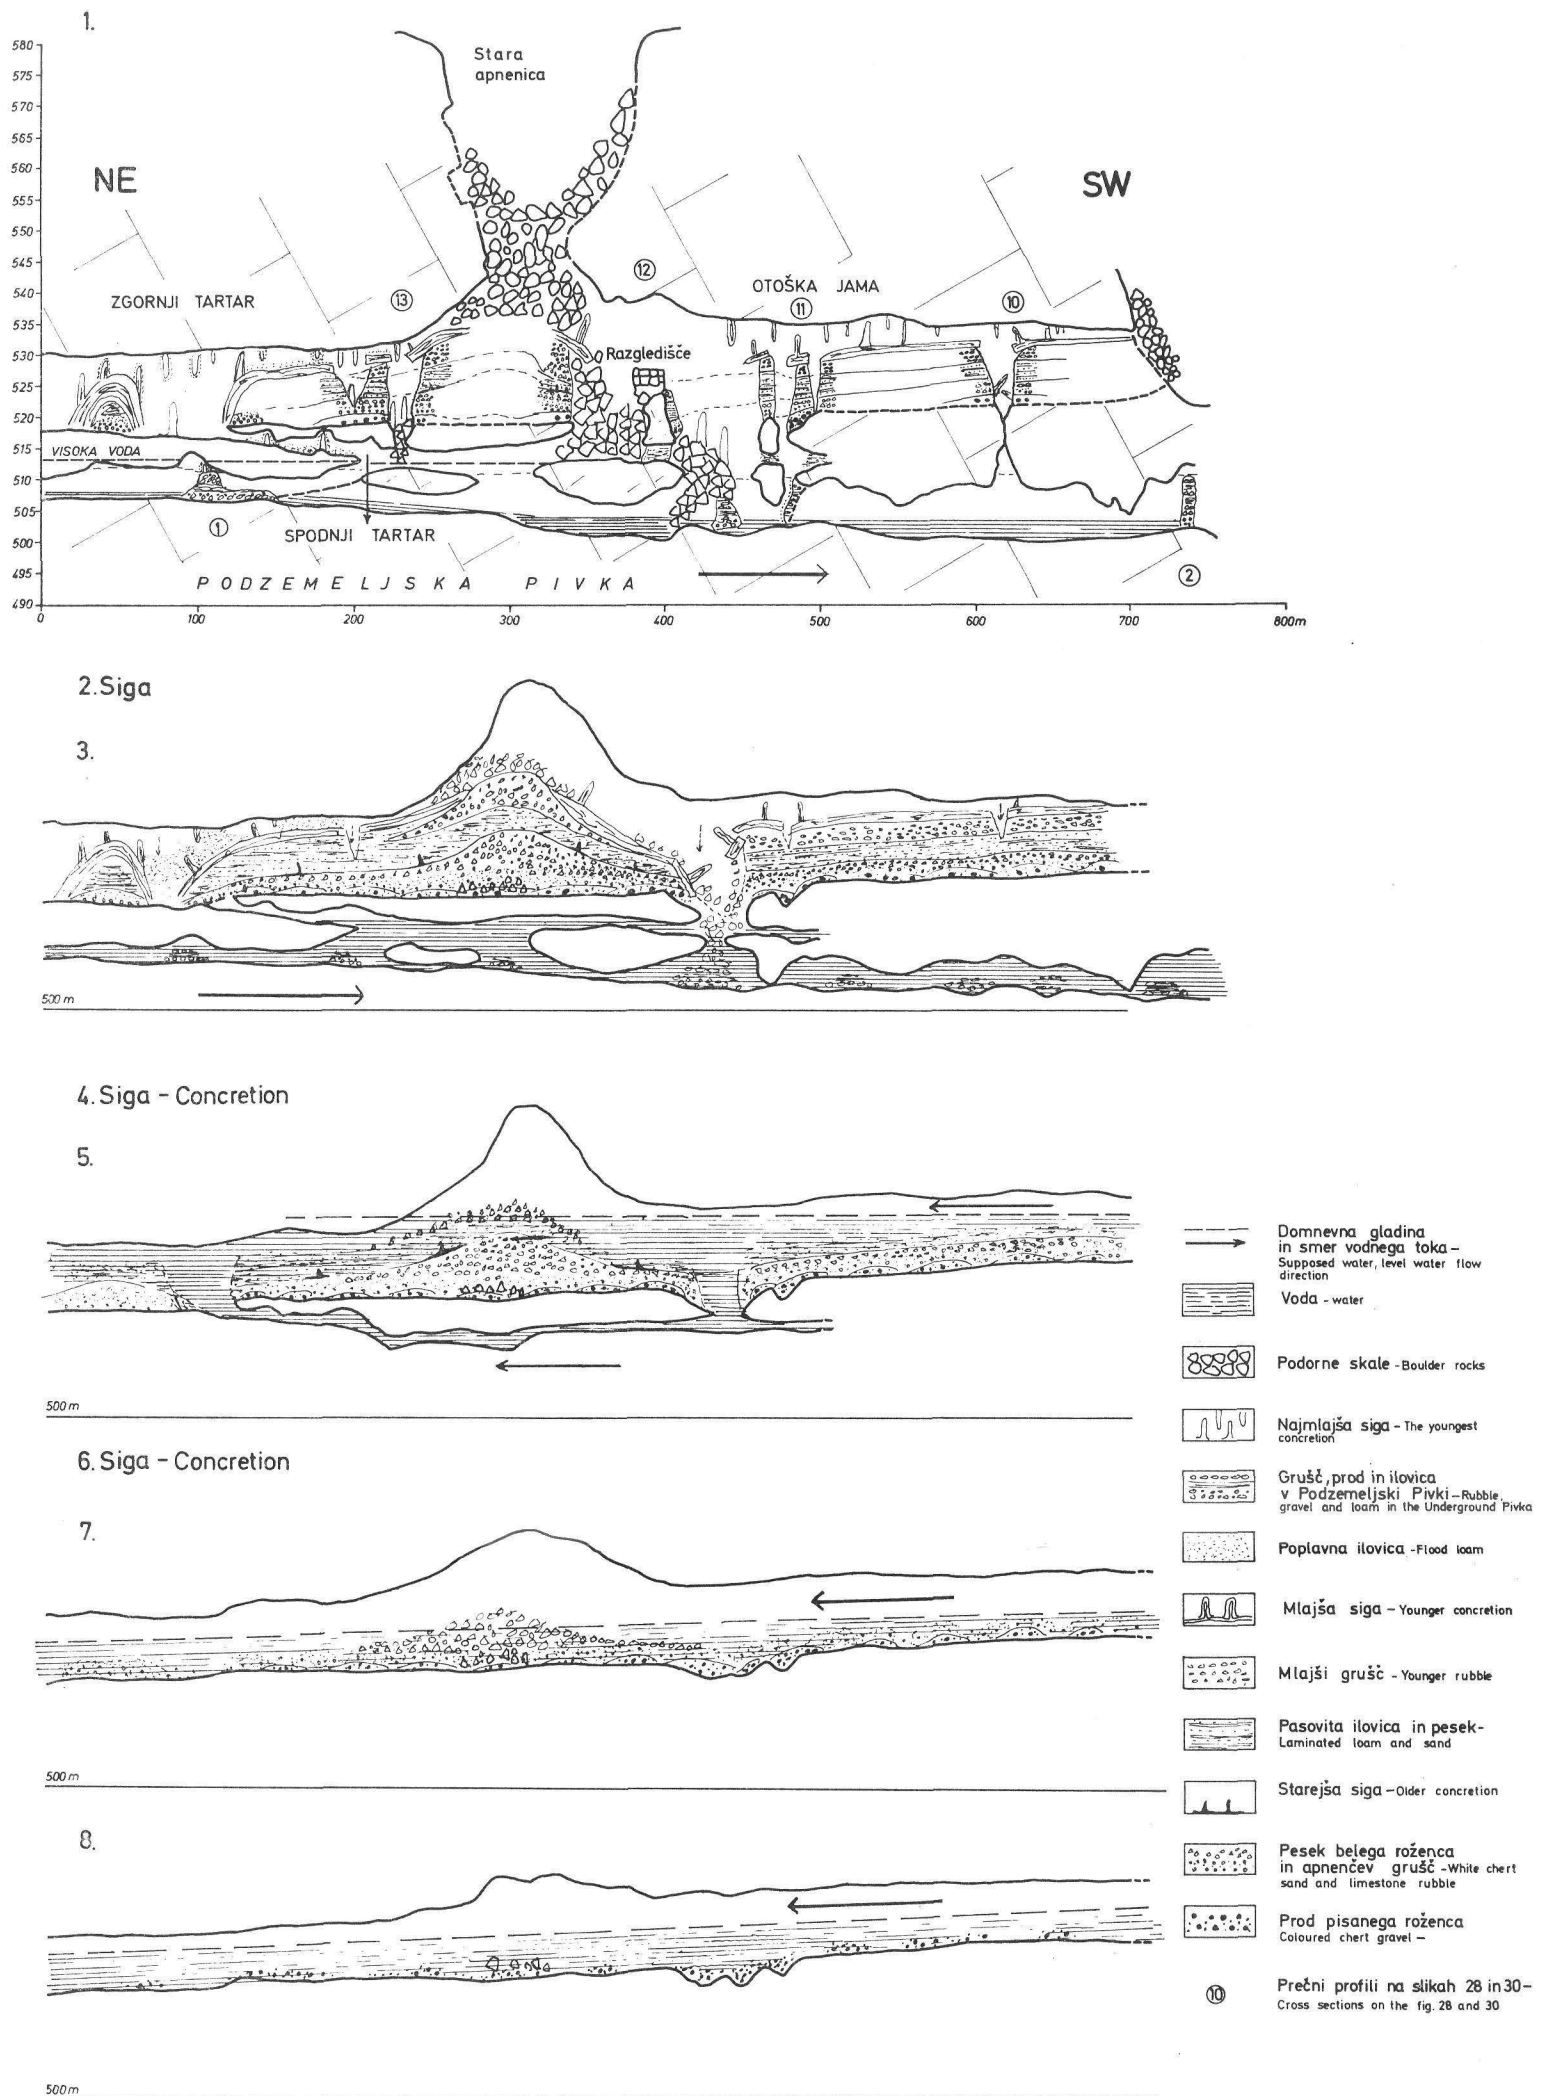 1.
580
575
570
565
560
555
550
545
540
535
530
525
520
515
510
505
500
495
490
Stara
apnenica
NE
SW
ZGORNJI TARTAR
13
12
OTOŠKA JAMA
11
10
Razgledišče
VISOKA VODA
1
SPODNJI TARTAR
PODZEMELJSKA PIVKA
2
0
100
200
300
400
500
600
700
800m
2. Siga
3.
500 m
4. Siga - Concretion
5.
500 m
6. Siga - Concretion
7.
500 m
8.
500 m
Domnevna gladina
in smer vodnega toka -
Supposed water, level water flow
direction
Voda - water
Podorne skale - Boulder rocks
Najmlajša siga - The youngest
concretion
Grušč, prod in ilovica
v Podzemeljski Pivki - Rubble,
gravel and loam in the Underground Pivka
Poplavna ilovica - Flood loam
Mlajša siga - Younger concretion
Mlajši grušč - Younger rubble
Pasovita ilovica in pesek -
Laminated loam and sand
Starejša siga - Older concretion
Pesek belega roženca
in apnenčev grušč - White chert
sand and limestone rubble
Prod pisanega roženca
Coloured chert gravel -
10
Prečni profili na slikah 28 in 30 -
Cross sections on the fig. 28 and 30